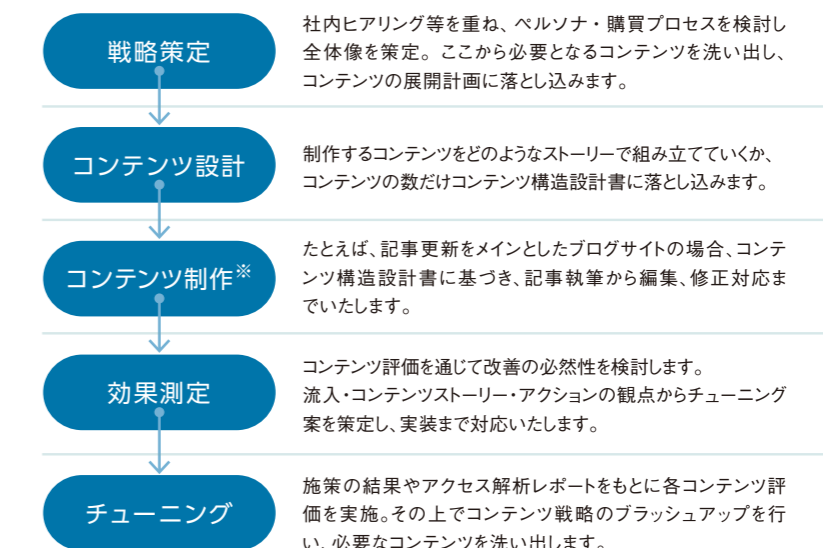 戦略策定
社内ヒアリング等を重ね、ペルソナ・購買プロセスを検討し
全体像を策定。ここから必要となるコンテンツを洗い出し、
コンテンツの展開計画に落とし込みます。
コンテンツ設計
制作するコンテンツをどのようなストーリーで組み立てていくか、
コンテンツの数だけコンテンツ構造設計書に落とし込みます。
コンテンツ制作※
たとえば、記事更新をメインとしたブログサイトの場合、コンテ
ンツ構造設計書に基づき、記事執筆から編集、修正対応ま
でいたします。
効果測定
コンテンツ評価を通じて改善の必然性を検討します。
流入・コンテンツストーリー・アクションの観点からチューニング
案を策定し、実装まで対応いたします。
チューニング
施策の結果やアクセス解析レポートをもとに各コンテンツ評
価を実施。その上でコンテンツ戦略のブラッシュアップを行
い、必要なコンテンツを洗い出します。